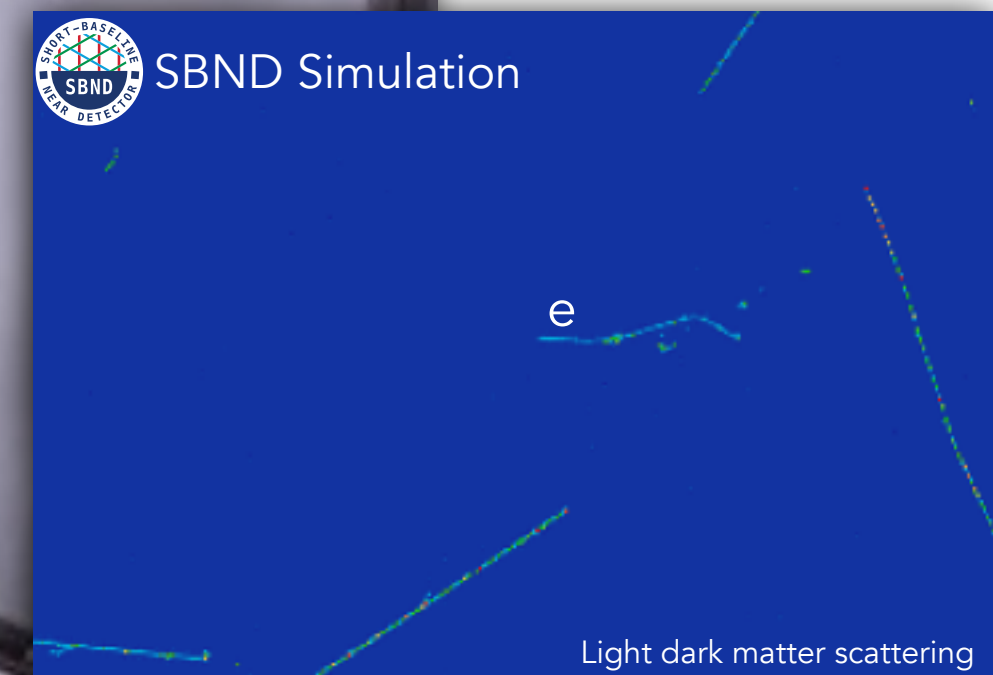 SHORT-BASELINE
SBND
NEAR DETECTOR
SBND Simulation
e
Light dark matter scattering